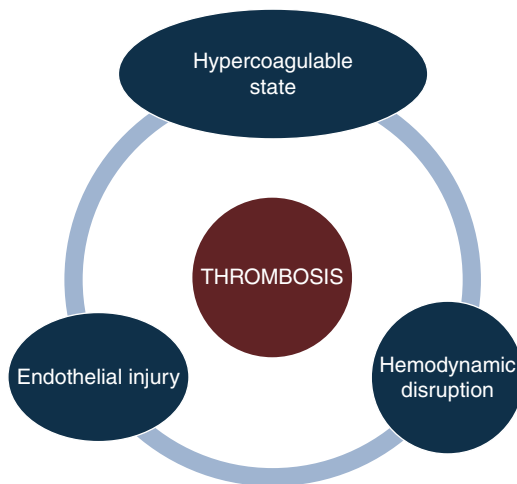 Hypercoagulable
state
THROMBOSIS
Endothelial injury
Hemodynamic
disruption